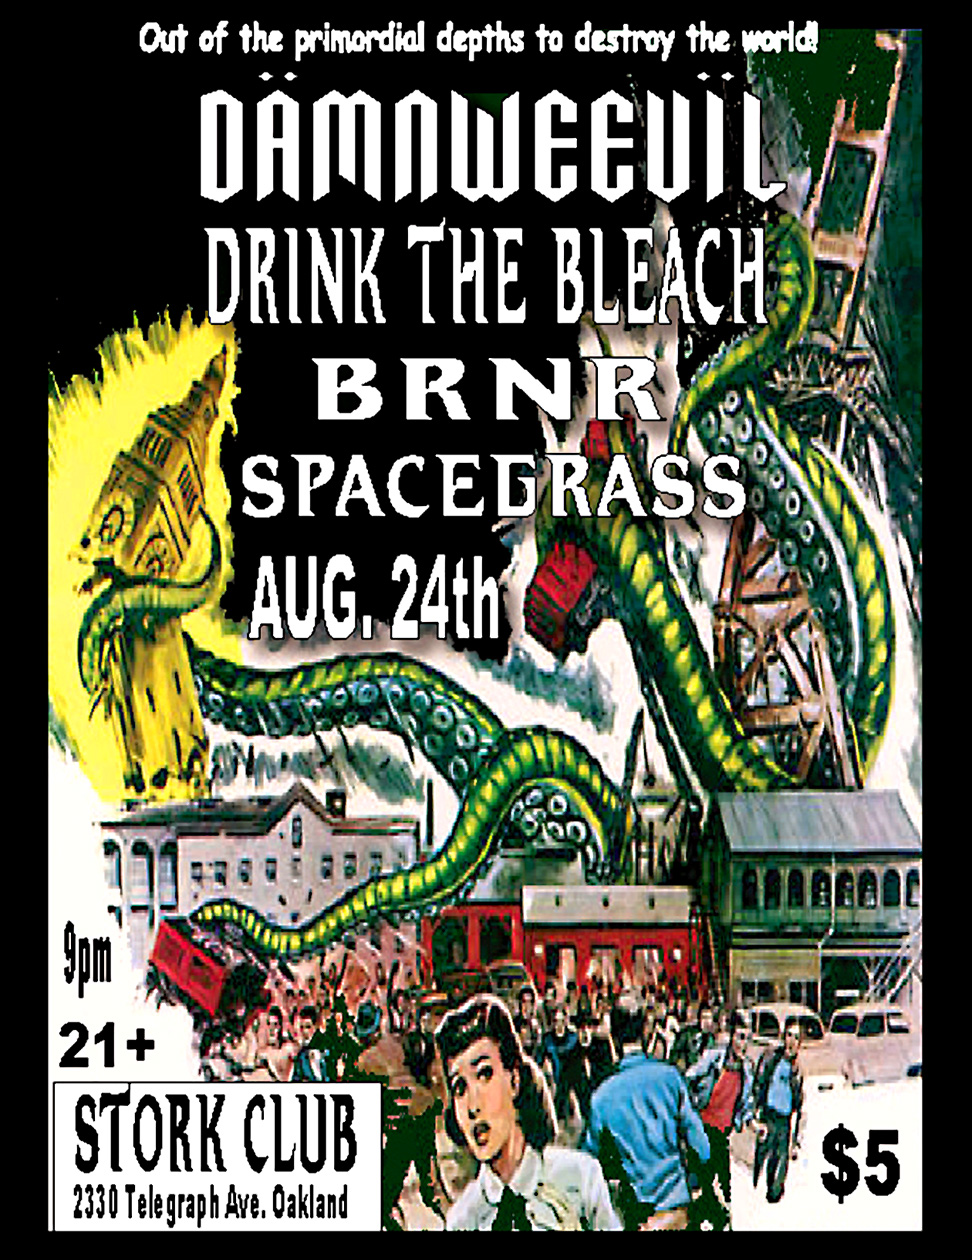 Out of the primordial depths to destroy the world!
DÄMNWEEVÏL
DRINK THE BLEACH
BRNR
SPACEGRASS
AUG. 24th
9pm
21+
STORK CLUB
2330 Telegraph Ave. Oakland
$5